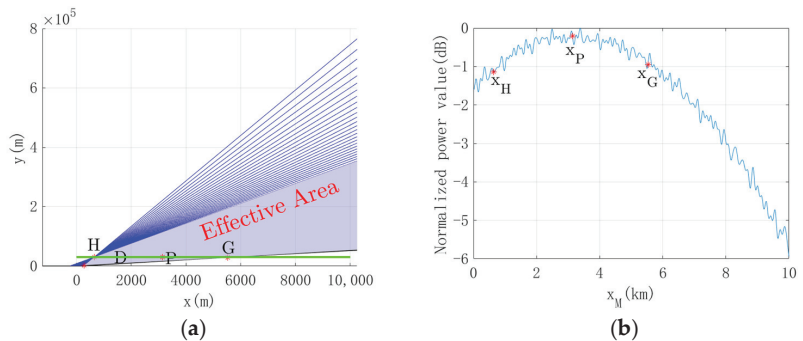 ×10⁵
8
6
4
2
0
y(m)
Effective Area
H
D
P
G
0 2000 4000 6000 8000 10,000
x(m)
(a)
0
-1
-2
-3
-4
-5
-6
Normalized power value(dB)
x_H
x_P
x_G
0 2 4 6 8 10
x_M(km)
(b)